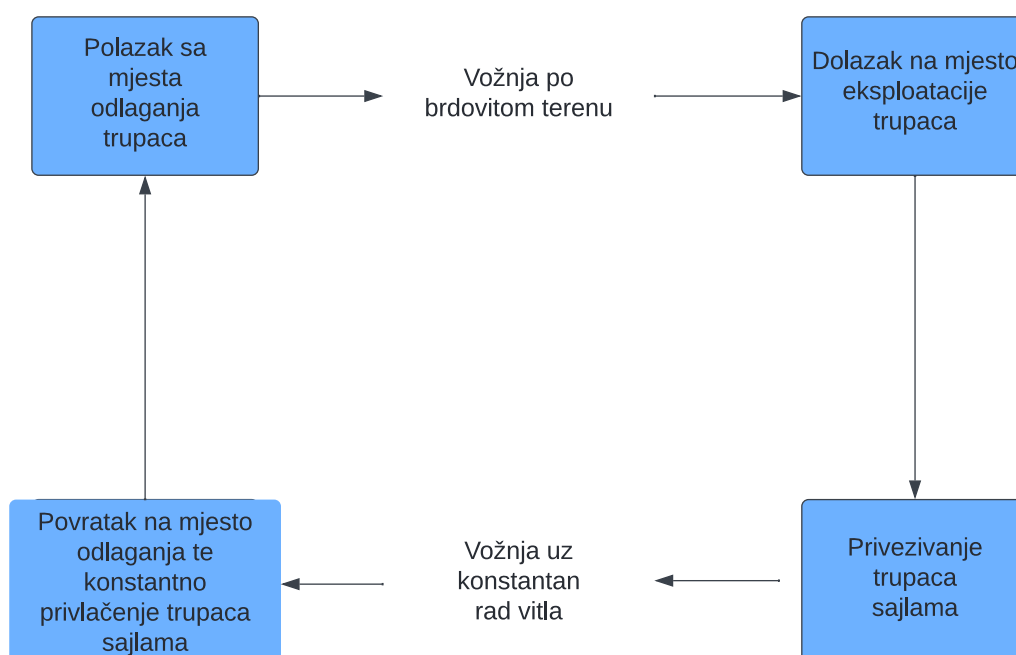 Polazak sa
mjesta
odlaganja
trupaca
Vožnja po
brdovitom terenu
Dolazak na mjesto
eksploatacije
trupaca
Privezivanje
trupaca
sajlama
Vožnja uz
konstantan
rad vitla
Povratak na mjesto
odlaganja te
konstantno
privlačenje trupaca
sajlama